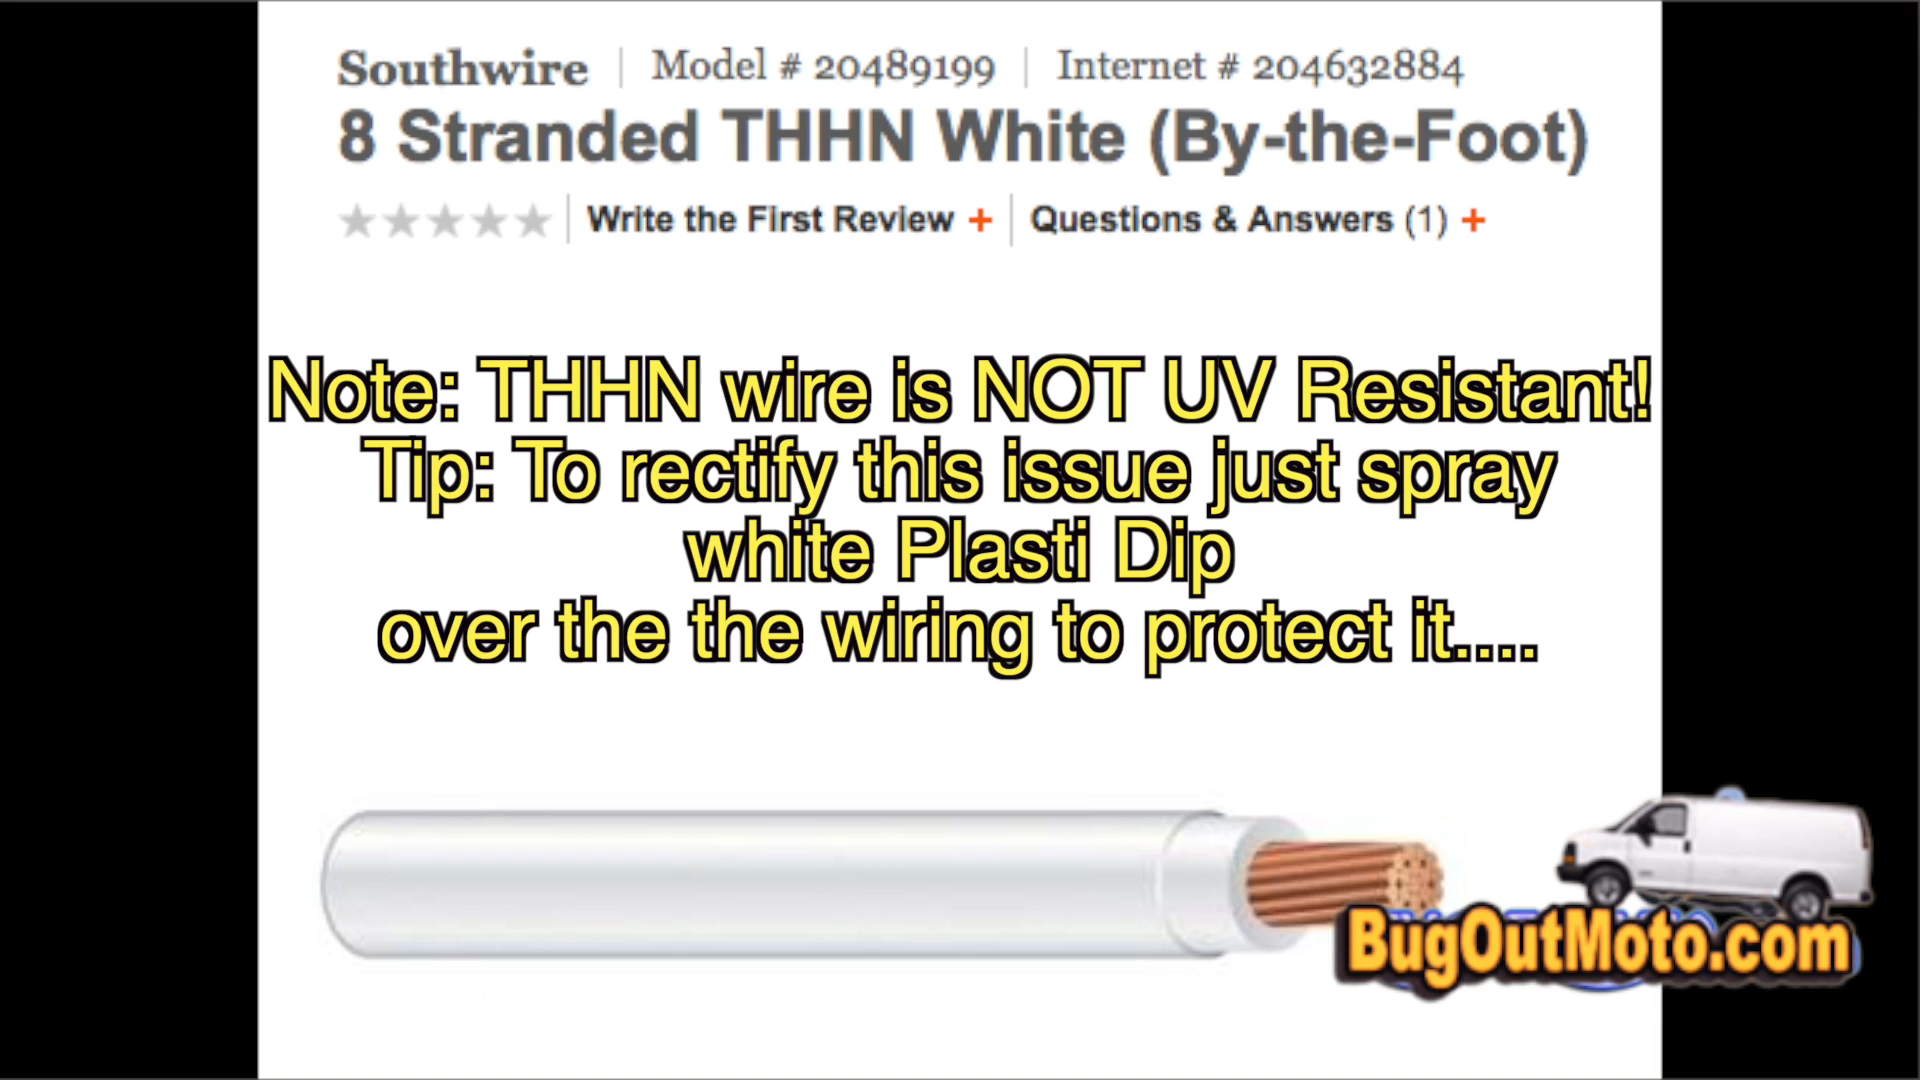 Southwire | Model # 20489199 | Internet # 204632884
8 Stranded THHN White (By-the-Foot)
Write the First Review + | Questions & Answers (1) +
Note: THHN wire is NOT UV Resistant!
Tip: To rectify this issue just spray
white Plasti Dip
over the the wiring to protect it....
BugOutMoto.com